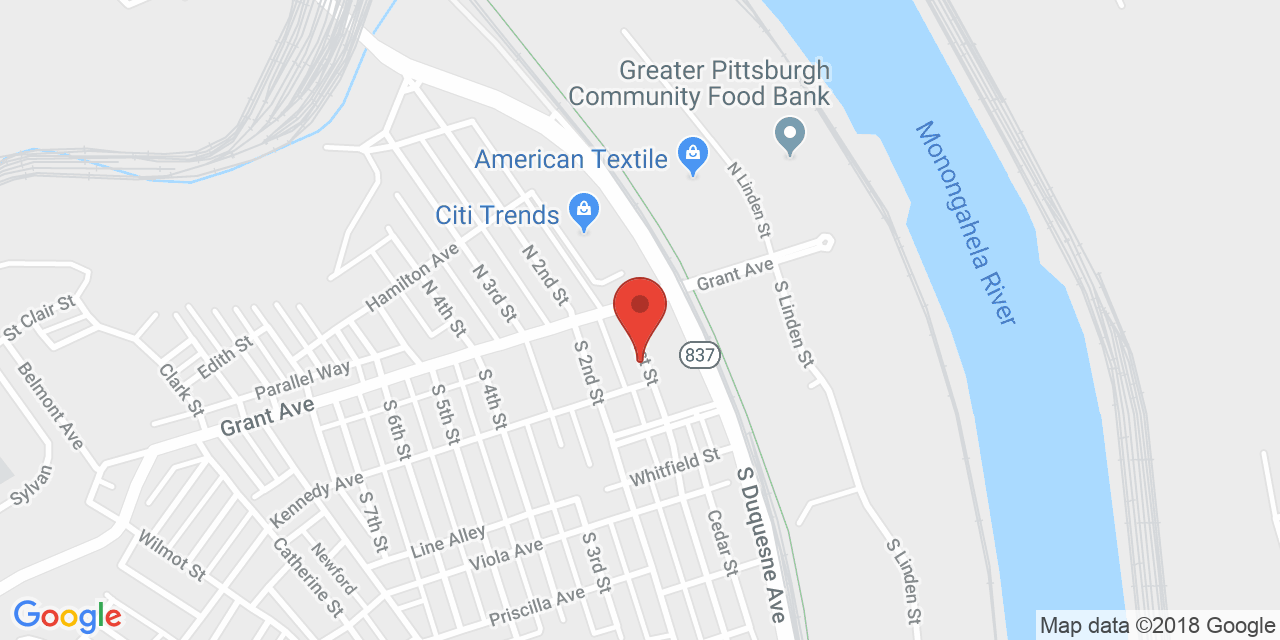 Greater Pittsburgh
Community Food Bank
American Textile
Citi Trends
Monongahela River
N Linden St
Grant Ave
S Linden St
Hamilton Ave
N 2nd St
N 3rd St
N 4th St
St Clair St
Edith St
Parallel Way
Clark St
Belmont Ave
Grant Ave
S 2nd St
st St
837
S 4th St
S 5th St
S 6th St
Sylvan
Kennedy Ave
S 7th St
Whitfield St
S Duquesne Ave
Cedar St
Line Alley
Viola Ave
S 3rd St
Wilmot St
Catherine St
Newford
Priscilla Ave
S Linden St
Google
Map data ©2018 Google